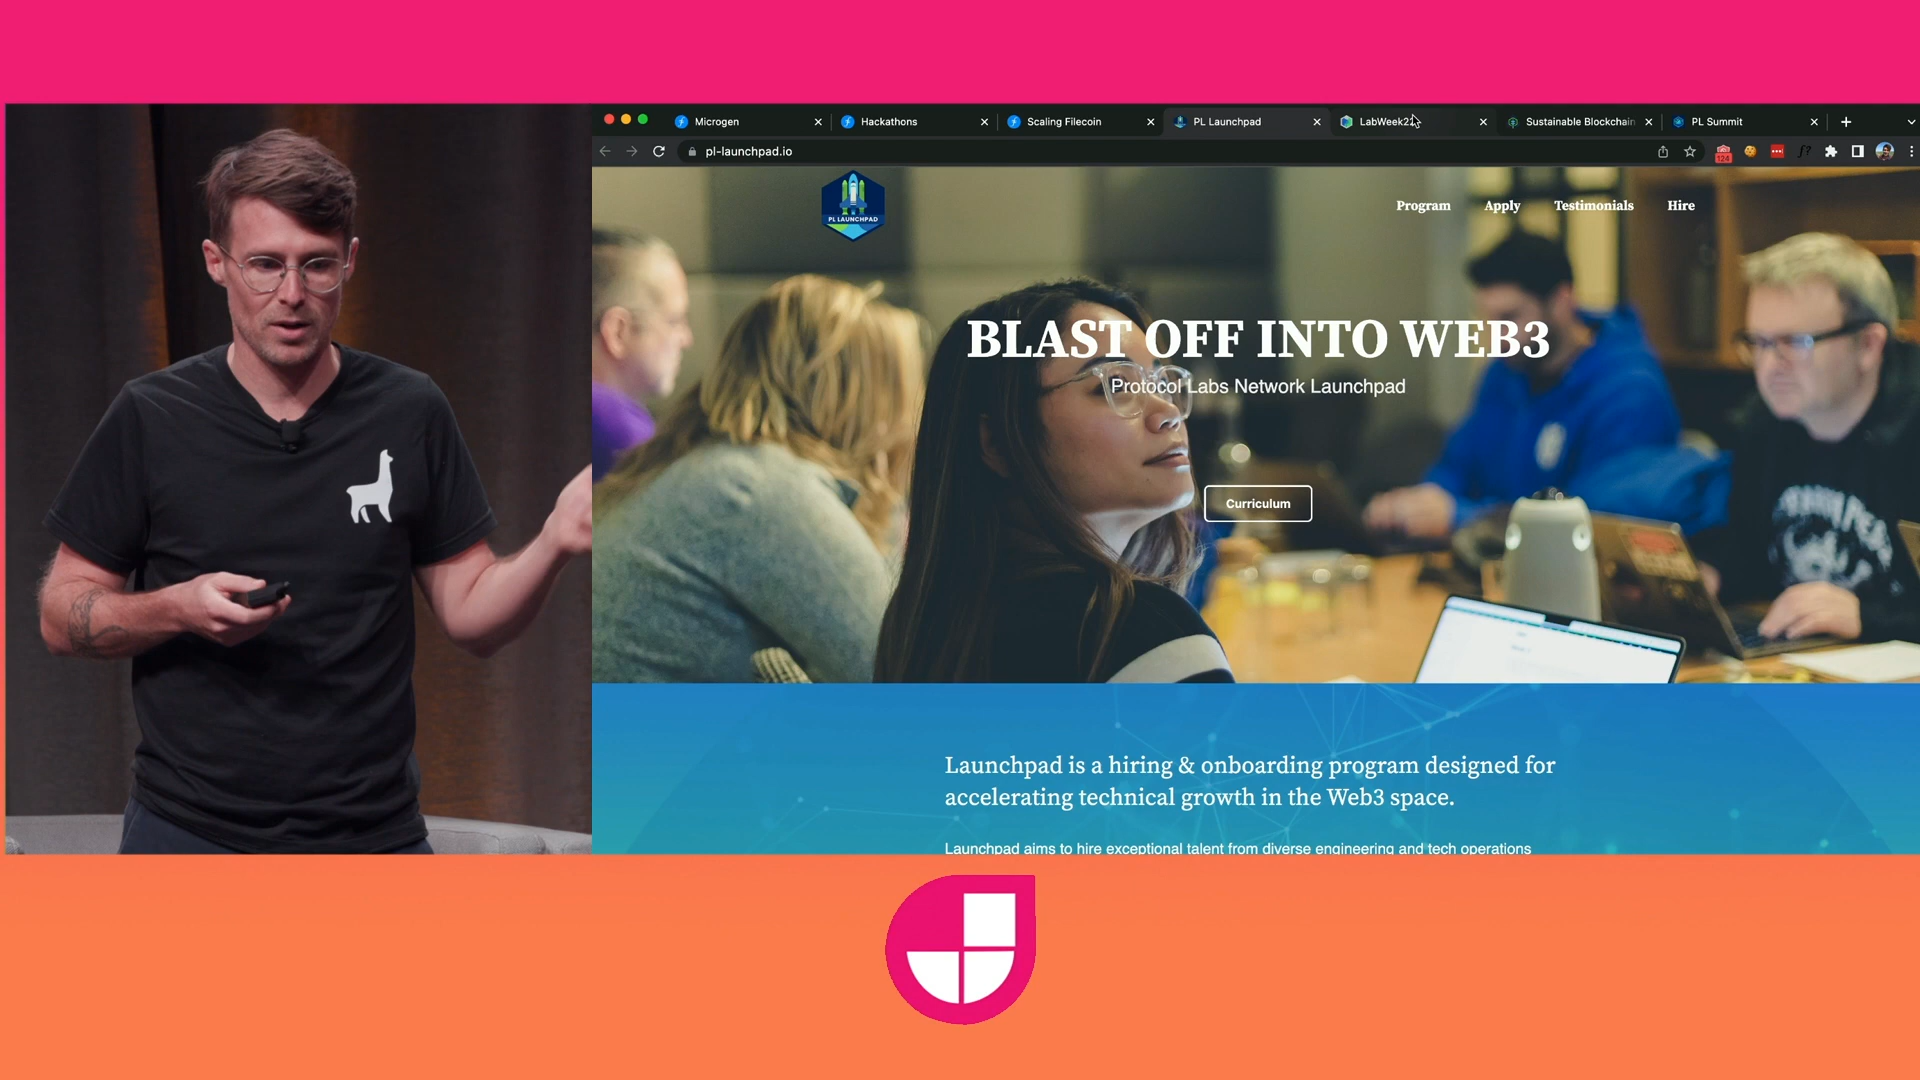 Microgen
Hackathons
Scaling Filecoin
PL Launchpad
LabWeek22
Sustainable Blockchain
PL Summit
pl-launchpad.io
124
PL LAUNCHPAD
Program
Apply
Testimonials
Hire
BLAST OFF INTO WEB3
Protocol Labs Network Launchpad
Curriculum
Launchpad is a hiring & onboarding program designed for
accelerating technical growth in the Web3 space.
Launchpad aims to hire exceptional talent from diverse engineering and tech operations